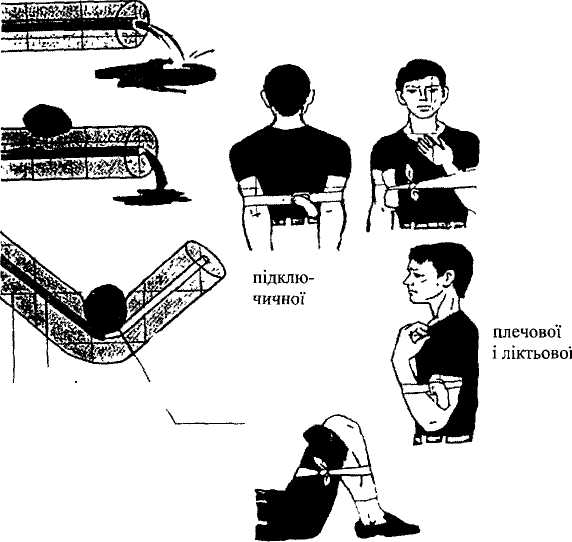 підклю-
чичної
плечової
і ліктьової